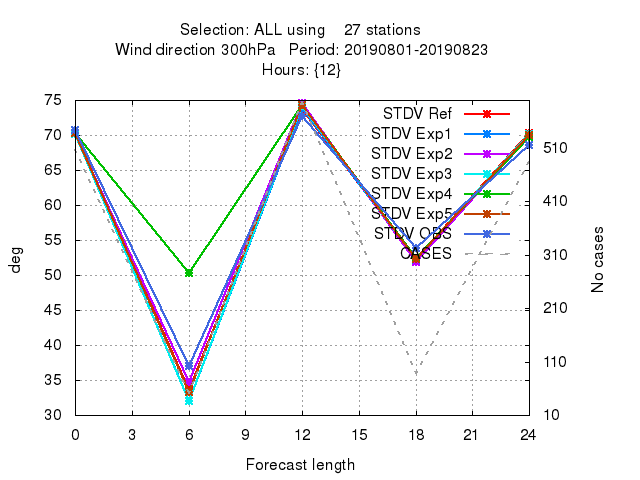 Selection: ALL using    27 stations
Wind direction 300hPa   Period: 20190801-20190823
Hours: {12}
75
70
65
60
55
50
45
40
35
30
deg
STDV Ref
STDV Exp1
STDV Exp2
STDV Exp3
STDV Exp4
STDV Exp5
STDV OBS
CASES
510
410
310
210
110
10
No cases
0 3 6 9 12 15 18 21 24
Forecast length